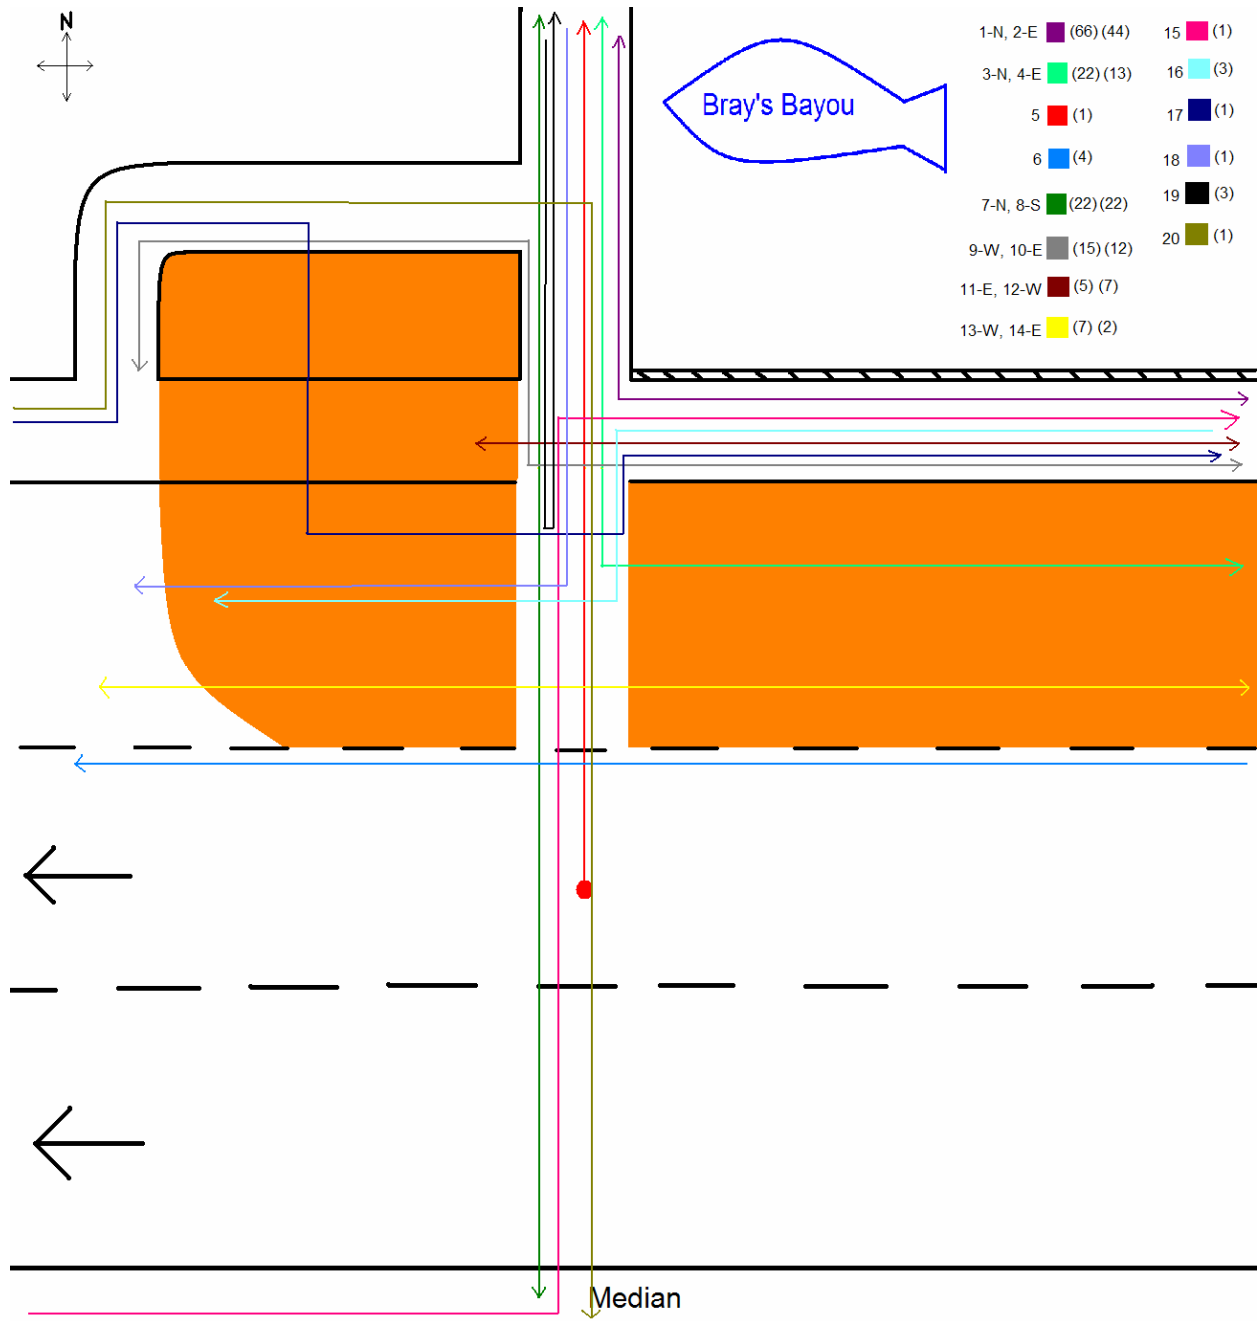 N
Bray's Bayou
1-N, 2-E (66) (44)
3-N, 4-E (22) (13)
5 (1)
6 (4)
7-N, 8-S (22) (22)
9-W, 10-E (15) (12)
11-E, 12-W (5) (7)
13-W, 14-E (7) (2)
15 (1)
16 (3)
17 (1)
18 (1)
19 (3)
20 (1)
Median